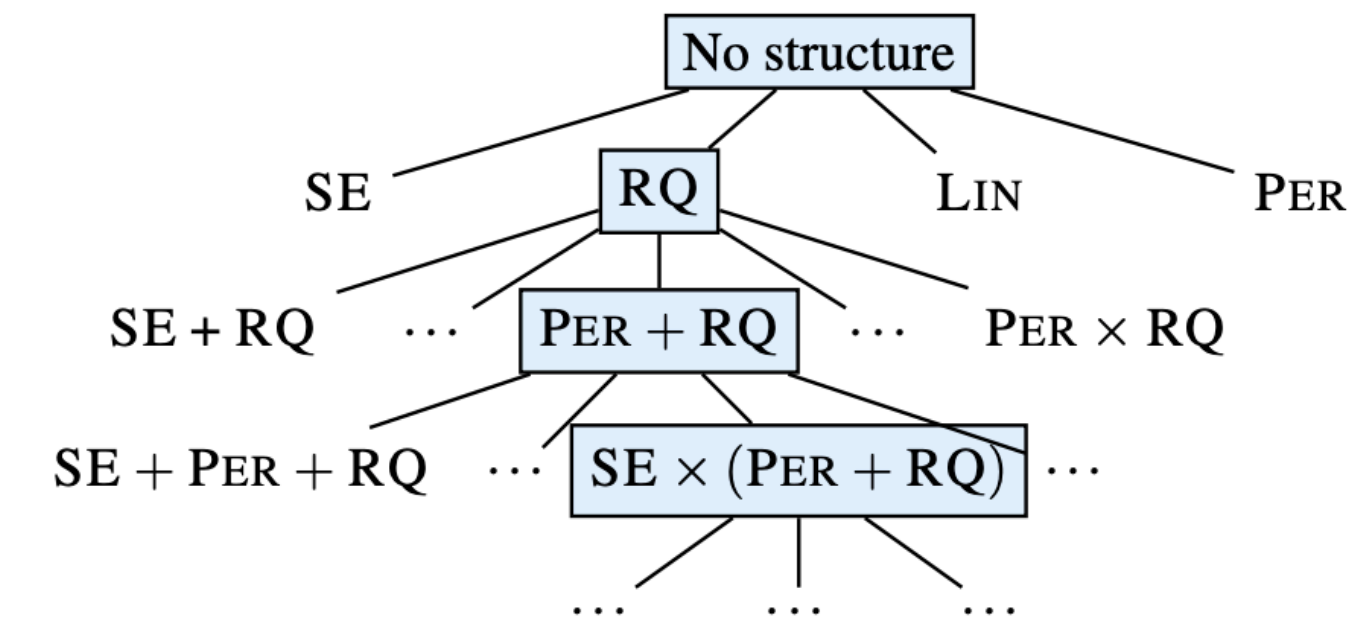 No structure
SE RQ LIN PER
SE + RQ ... PER + RQ ... PER × RQ
SE + PER + RQ ... SE × (PER + RQ) ...
... ... ...